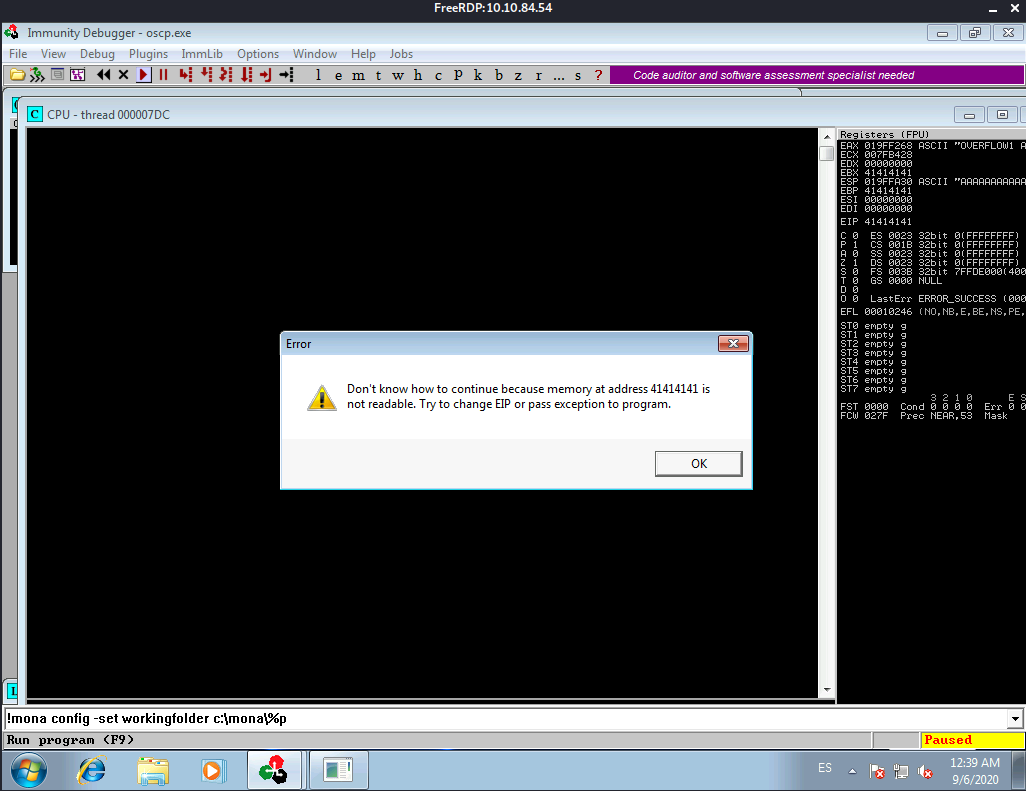 FreeRDP:10.10.84.54
Immunity Debugger - oscp.exe
File View Debug Plugins ImmLib Options Window Help Jobs
l e m t w h c P k b z r ... s ?
Code auditor and software assessment specialist needed
C CPU - thread 000007DC
Registers (FPU)
EAX 019FF268 ASCII "OVERFLOW1 A
ECX 007FB428
EDX 00000000
EBX 41414141
ESP 019FFA30 ASCII "AAAAAAAAAAA
EBP 41414141
ESI 00000000
EDI 00000000
EIP 41414141
C 0 ES 0023 32bit 0(FFFFFFFF)
P 1 CS 001B 32bit 0(FFFFFFFF)
A 0 SS 0023 32bit 0(FFFFFFFF)
Z 1 DS 0023 32bit 0(FFFFFFFF)
S 0 FS 003B 32bit 7FFDE000(400
T 0 GS 0000 NULL
D 0
O 0 LastErr ERROR_SUCCESS (000
EFL 00010246 (NO,NB,E,BE,NS,PE,
ST0 empty g
ST1 empty g
ST2 empty g
ST3 empty g
ST4 empty g
ST5 empty g
ST6 empty g
ST7 empty g
3 2 1 0 E S
FST 0000 Cond 0 0 0 0 Err 0 0
FCW 027F Prec NEAR,53 Mask
Error
Don't know how to continue because memory at address 41414141 is
not readable. Try to change EIP or pass exception to program.
OK
L
!mona config -set workingfolder c:\mona\%p
Run program (F9)
Paused
ES
12:39 AM
9/6/2020